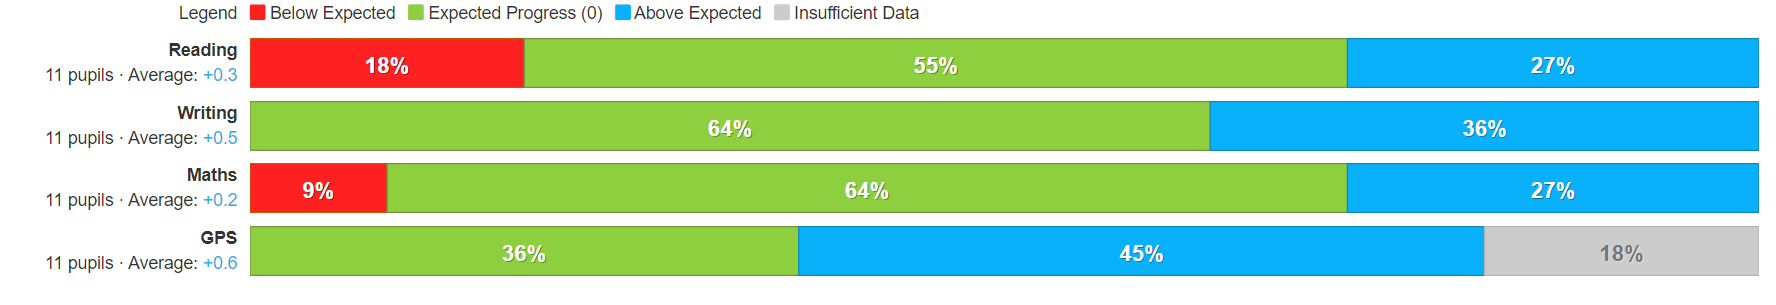 Legend Below Expected Expected Progress (0) Above Expected Insufficient Data
Reading
11 pupils · Average: +0.3
18% 55% 27%
Writing
11 pupils · Average: +0.5
64% 36%
Maths
11 pupils · Average: +0.2
9% 64% 27%
GPS
11 pupils · Average: +0.6
36% 45% 18%